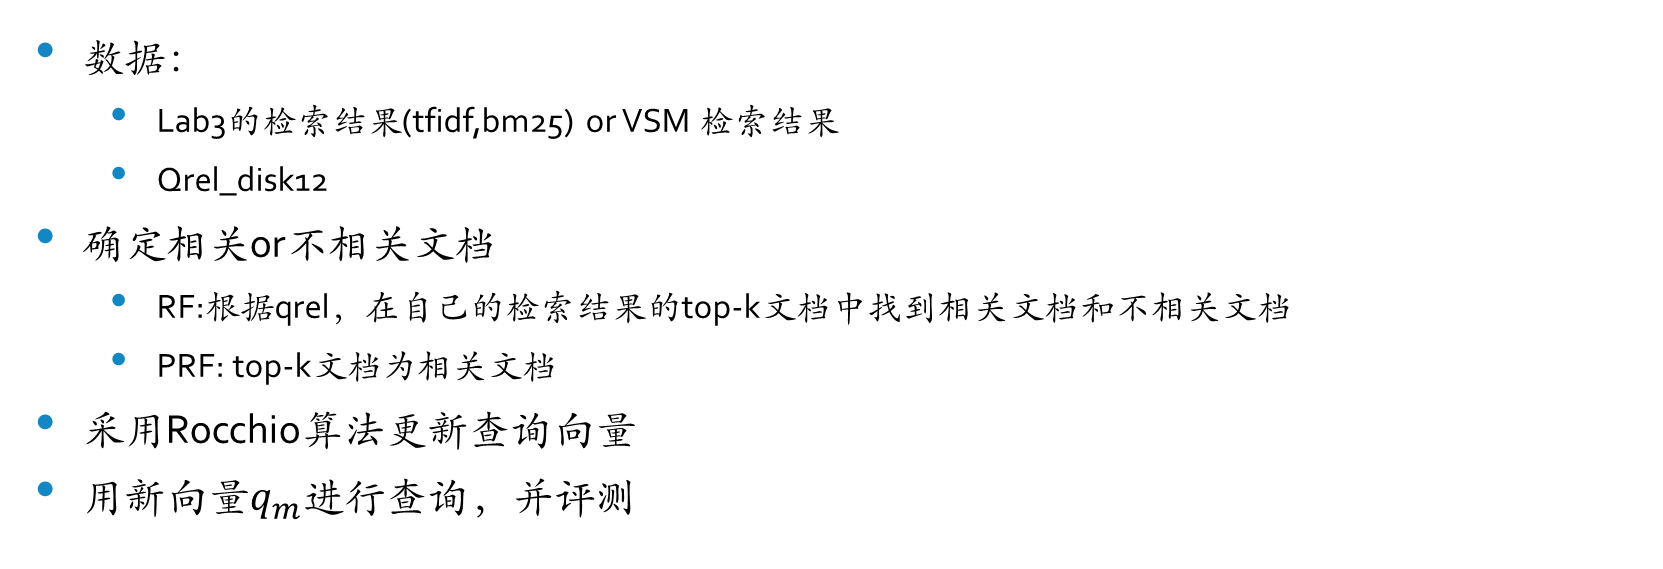 • 数据：
• Lab3的检索结果(tfidf,bm25) or VSM 检索结果
• Qrel_disk12
• 确定相关or不相关文档
• RF:根据qrel，在自己的检索结果的top-k文档中找到相关文档和不相关文档
• PRF: top-k文档为相关文档
• 采用Rocchio算法更新查询向量
• 用新向量qₘ进行查询，并评测